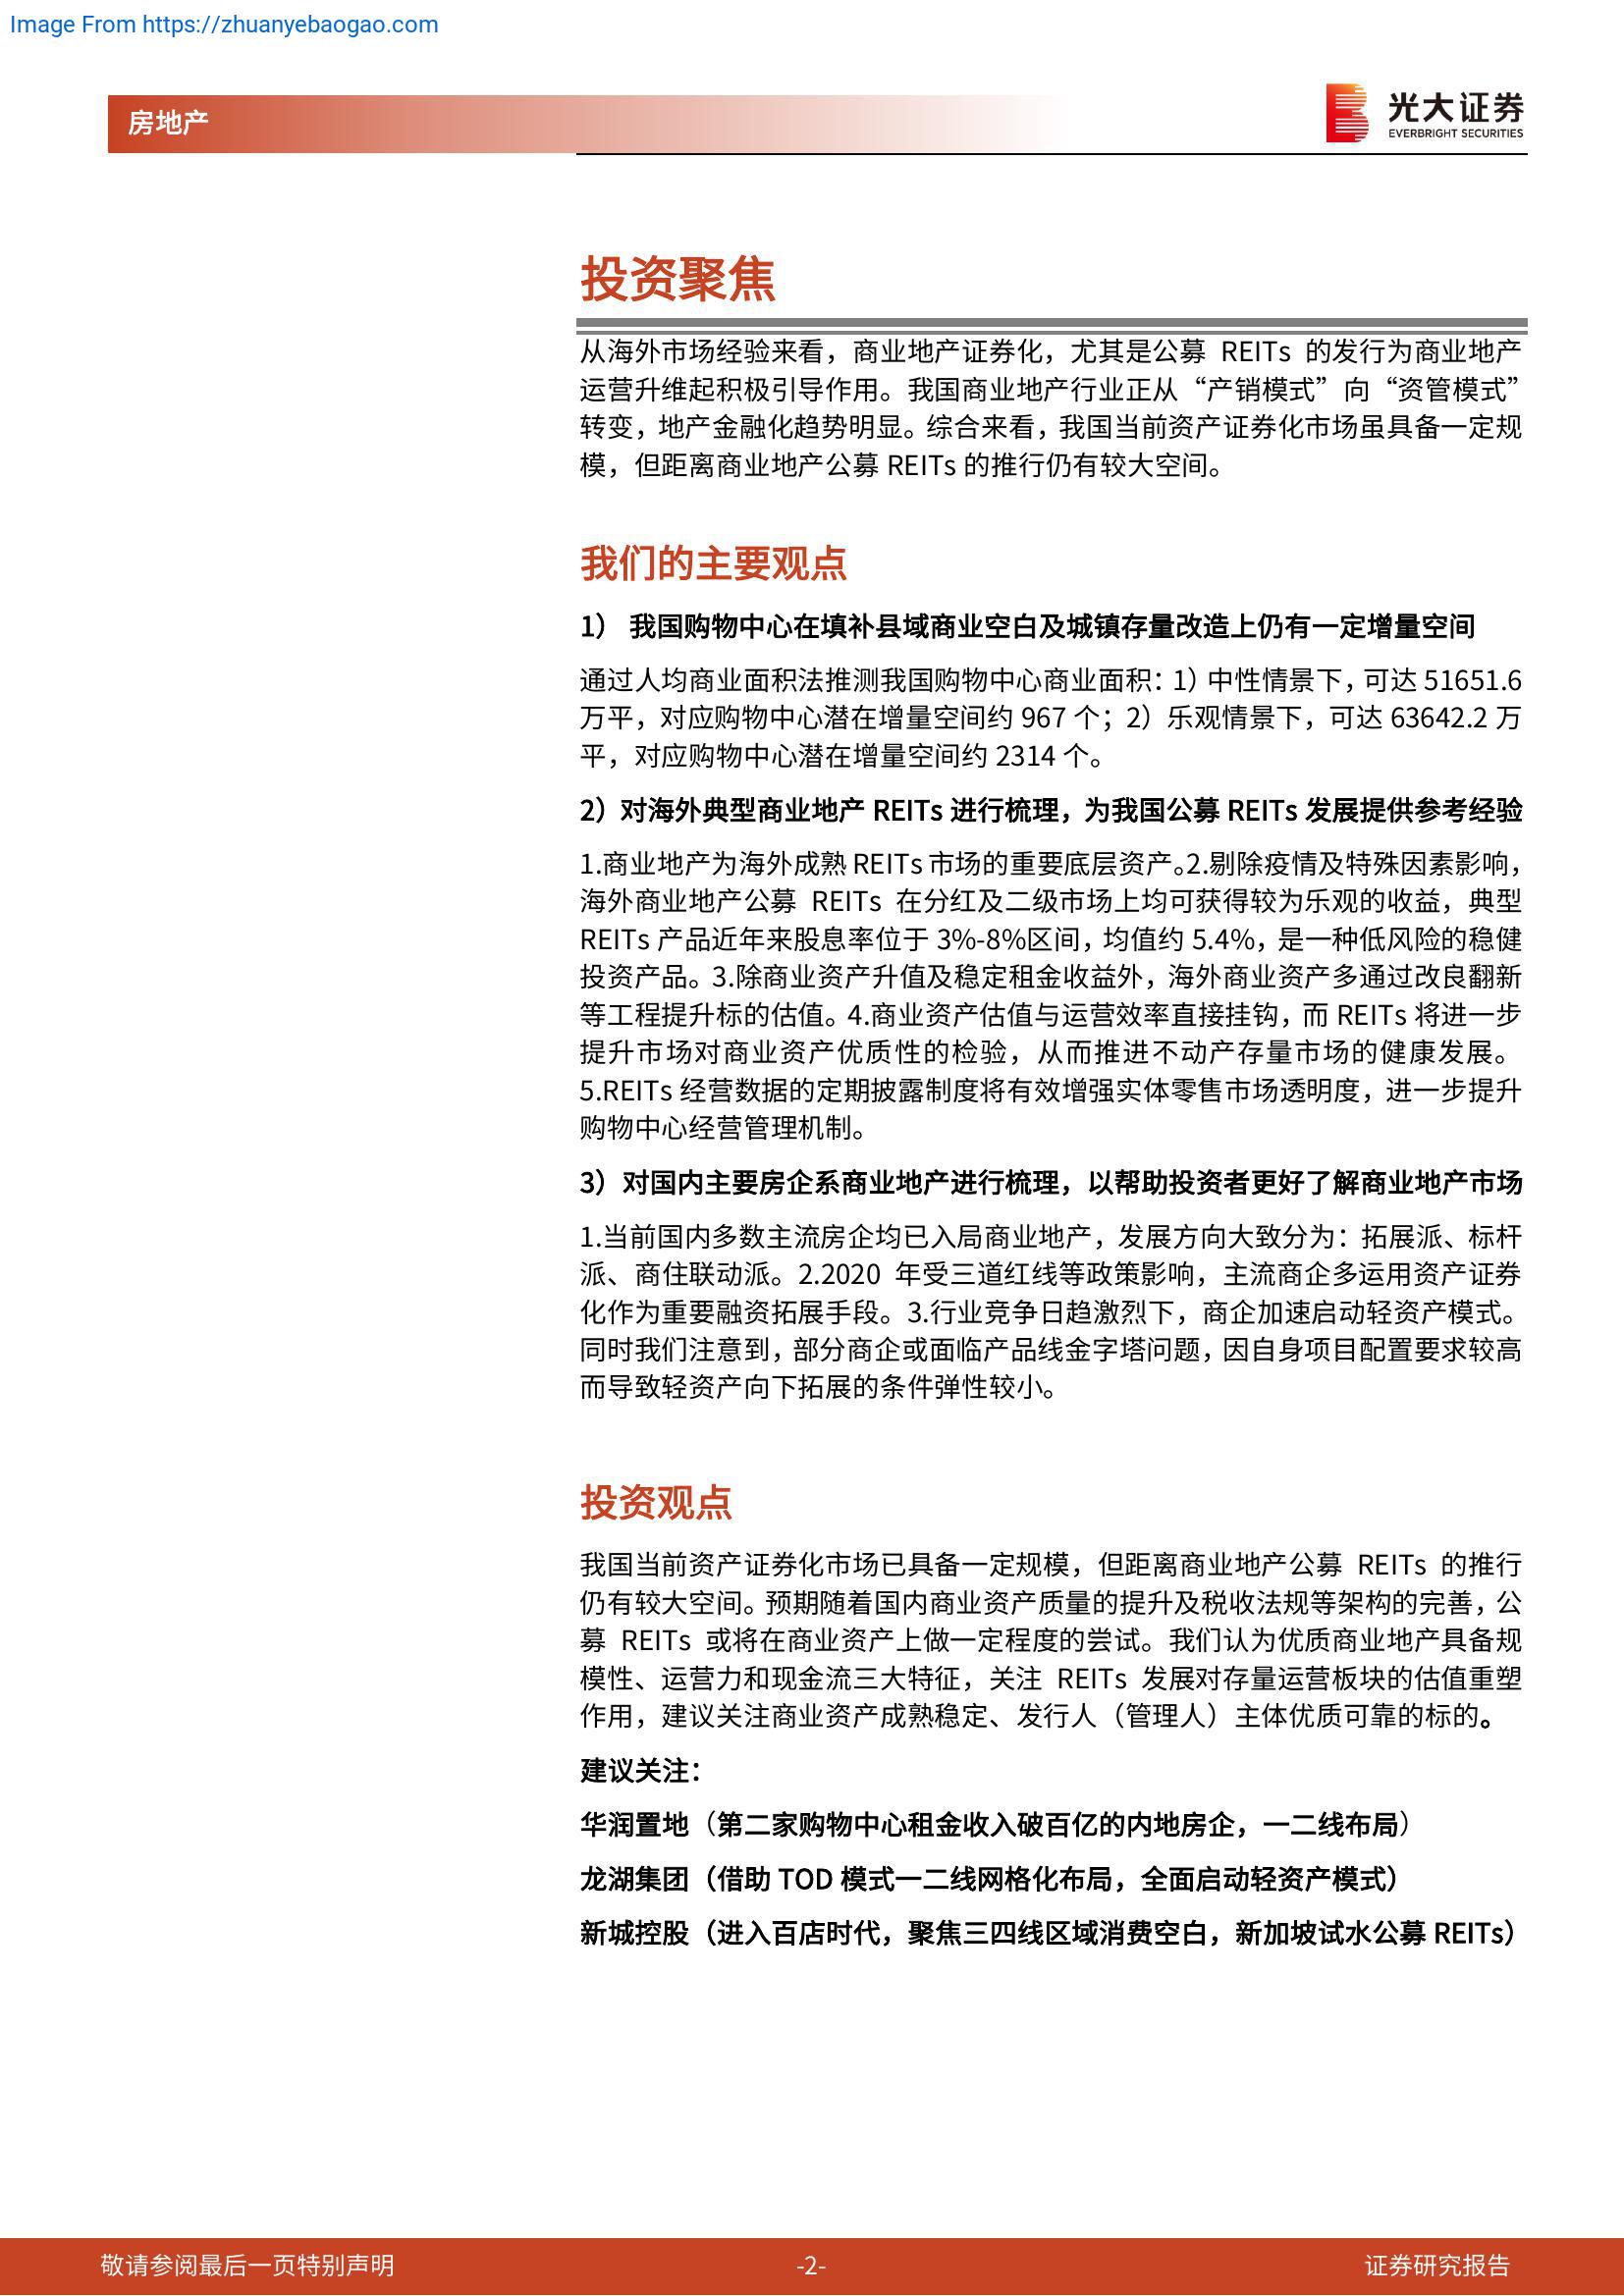 Image From https://zhuanyebaogao.com
房地产
光大证券
EVERBRIGHT SECURITIES
投资聚焦
从海外市场经验来看，商业地产证券化，尤其是公募 REITs 的发行为商业地产
运营升维起积极引导作用。我国商业地产行业正从“产销模式”向“资管模式”
转变，地产金融化趋势明显。综合来看，我国当前资产证券化市场虽具备一定规
模，但距离商业地产公募 REITs 的推行仍有较大空间。
我们的主要观点
1） 我国购物中心在填补县域商业空白及城镇存量改造上仍有一定增量空间
通过人均商业面积法推测我国购物中心商业面积：1）中性情景下，可达 51651.6
万平，对应购物中心潜在增量空间约 967 个；2）乐观情景下，可达 63642.2 万
平，对应购物中心潜在增量空间约 2314 个。
2）对海外典型商业地产 REITs 进行梳理，为我国公募 REITs 发展提供参考经验
1.商业地产为海外成熟 REITs 市场的重要底层资产。2.剔除疫情及特殊因素影响，
海外商业地产公募 REITs 在分红及二级市场上均可获得较为乐观的收益，典型
REITs 产品近年来股息率位于 3%-8%区间，均值约 5.4%，是一种低风险的稳健
投资产品。3.除商业资产升值及稳定租金收益外，海外商业资产多通过改良翻新
等工程提升标的估值。4.商业资产估值与运营效率直接挂钩，而 REITs 将进一步
提升市场对商业资产优质性的检验，从而推进不动产存量市场的健康发展。
5.REITs 经营数据的定期披露制度将有效增强实体零售市场透明度，进一步提升
购物中心经营管理机制。
3）对国内主要房企系商业地产进行梳理，以帮助投资者更好了解商业地产市场
1.当前国内多数主流房企均已入局商业地产，发展方向大致分为：拓展派、标杆
派、商住联动派。2.2020 年受三道红线等政策影响，主流商企多运用资产证券
化作为重要融资拓展手段。3.行业竞争日趋激烈下，商企加速启动轻资产模式。
同时我们注意到，部分商企或面临产品线金字塔问题，因自身项目配置要求较高
而导致轻资产向下拓展的条件弹性较小。
投资观点
我国当前资产证券化市场已具备一定规模，但距离商业地产公募 REITs 的推行
仍有较大空间。预期随着国内商业资产质量的提升及税收法规等架构的完善，公
募 REITs 或将在商业资产上做一定程度的尝试。我们认为优质商业地产具备规
模性、运营力和现金流三大特征，关注 REITs 发展对存量运营板块的估值重塑
作用，建议关注商业资产成熟稳定、发行人（管理人）主体优质可靠的标的。
建议关注：
华润置地（第二家购物中心租金收入破百亿的内地房企，一二线布局）
龙湖集团（借助 TOD 模式一二线网格化布局，全面启动轻资产模式）
新城控股（进入百店时代，聚焦三四线区域消费空白，新加坡试水公募 REITs）
敬请参阅最后一页特别声明
-2-
证券研究报告